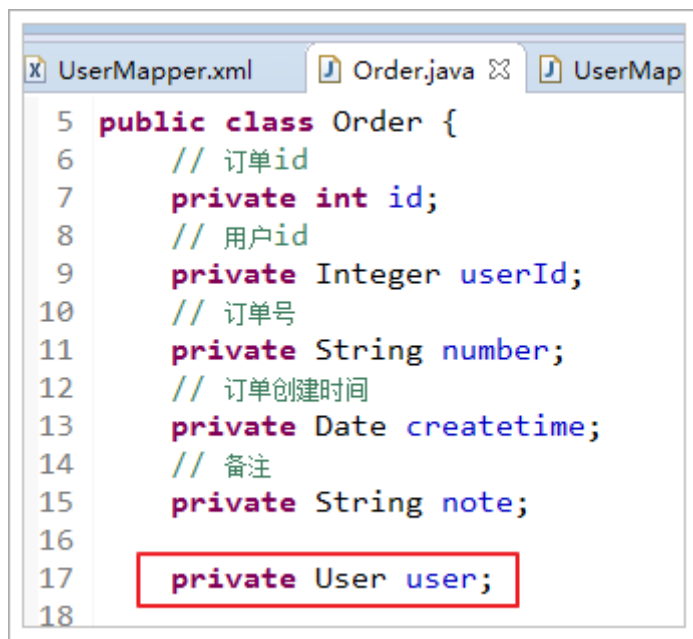 UserMapper.xml Order.java UserMap
5 public class Order {
6 // 订单id
7 private int id;
8 // 用户id
9 private Integer userId;
10 // 订单号
11 private String number;
12 // 订单创建时间
13 private Date createtime;
14 // 备注
15 private String note;
16
17 private User user;
18